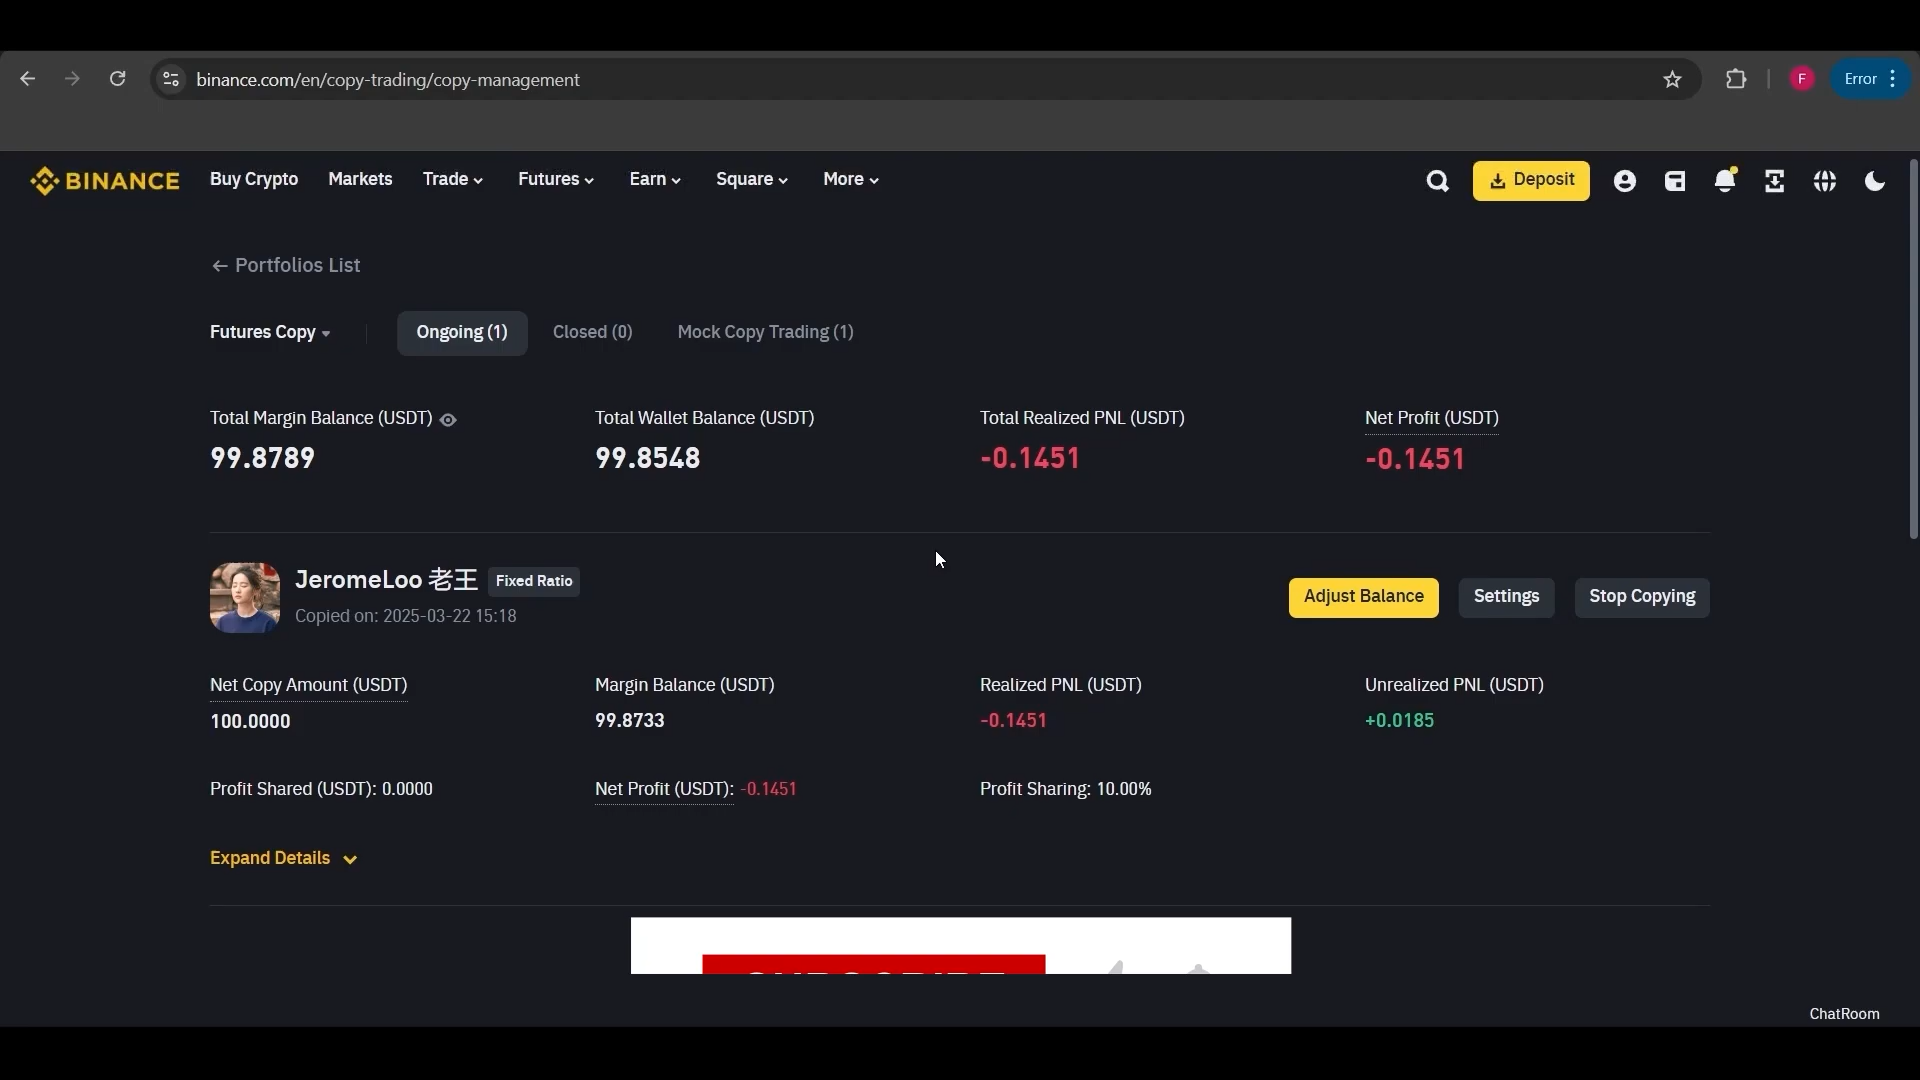 binance.com/en/copy-trading/copy-management
F
Error
BINANCE
Buy Crypto
Markets
Trade
Futures
Earn
Square
More
Deposit
← Portfolios List
Futures Copy
Ongoing (1)
Closed (0)
Mock Copy Trading (1)
Total Margin Balance (USDT)
Total Wallet Balance (USDT)
Total Realized PNL (USDT)
Net Profit (USDT)
99.8789
99.8548
-0.1451
-0.1451
JeromeLoo 老王
Fixed Ratio
Copied on: 2025-03-22 15:18
Adjust Balance
Settings
Stop Copying
Net Copy Amount (USDT)
Margin Balance (USDT)
Realized PNL (USDT)
Unrealized PNL (USDT)
100.0000
99.8733
-0.1451
+0.0185
Profit Shared (USDT): 0.0000
Net Profit (USDT): -0.1451
Profit Sharing: 10.00%
Expand Details
ChatRoom